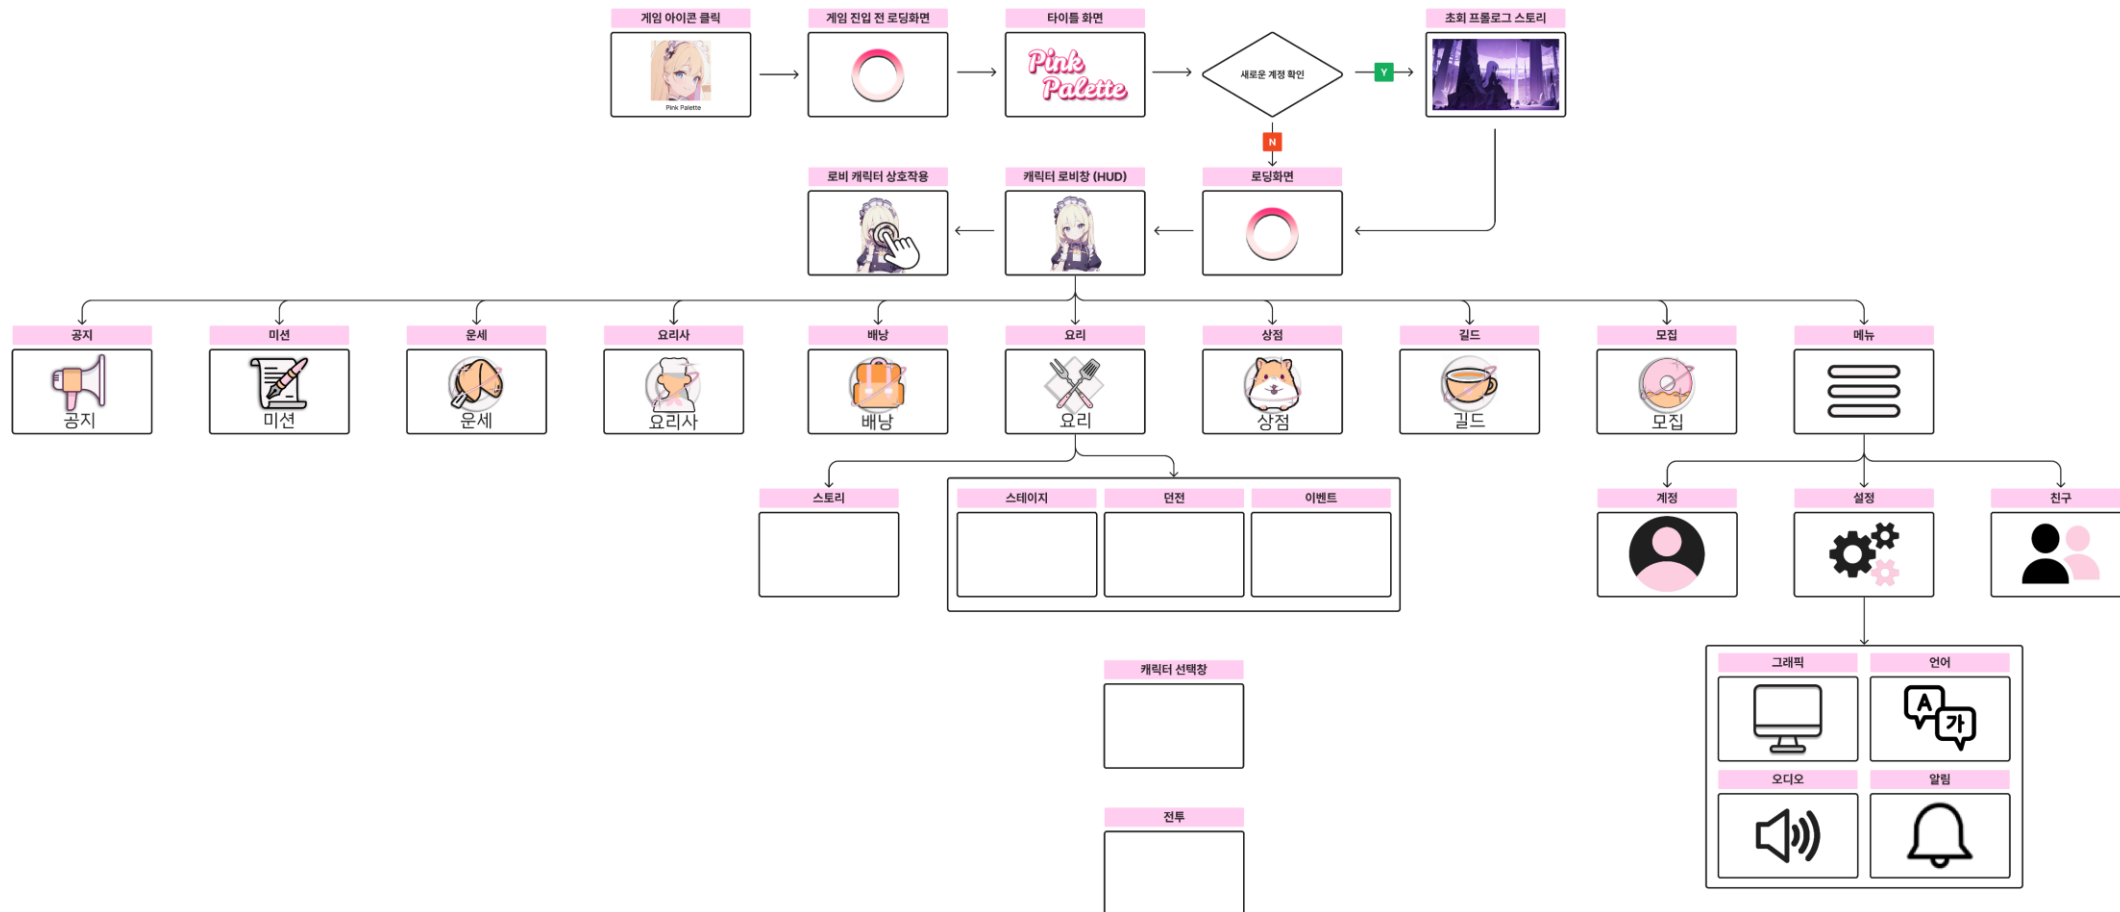 게임 아이콘 클릭
게임 진입 전 로딩화면
타이틀 화면
초회 프롤로그 스토리
Pink Palette
Pink
Palette
새로운 계정 확인
Y
N
로비 캐릭터 상호작용
캐릭터 로비창 (HUD)
로딩화면
공지
미션
운세
요리사
배낭
요리
상점
길드
모집
메뉴
공지
미션
운세
요리사
배낭
요리
상점
길드
모집
스토리
스테이지
던전
이벤트
계정
설정
친구
캐릭터 선택창
그래픽
언어
A
가
오디오
알림
전투